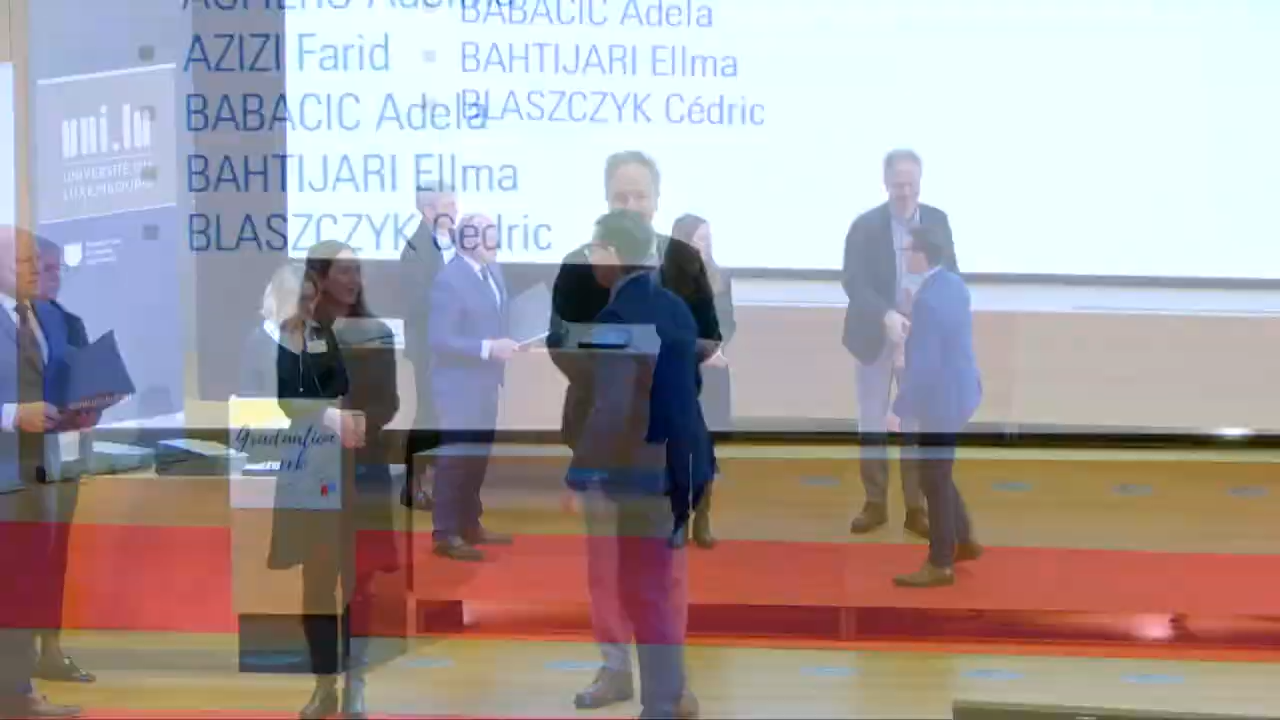 BABACIC Adela
AZIZI Farid
BAHTIJARI Ellma
BABACIC Adela
BLASZCZYK Cédric
BAHTIJARI Ellma
BLASZCZYK Cédric
uni.lu
UNIVERSITÉ DU
LUXEMBOURG
Graduation